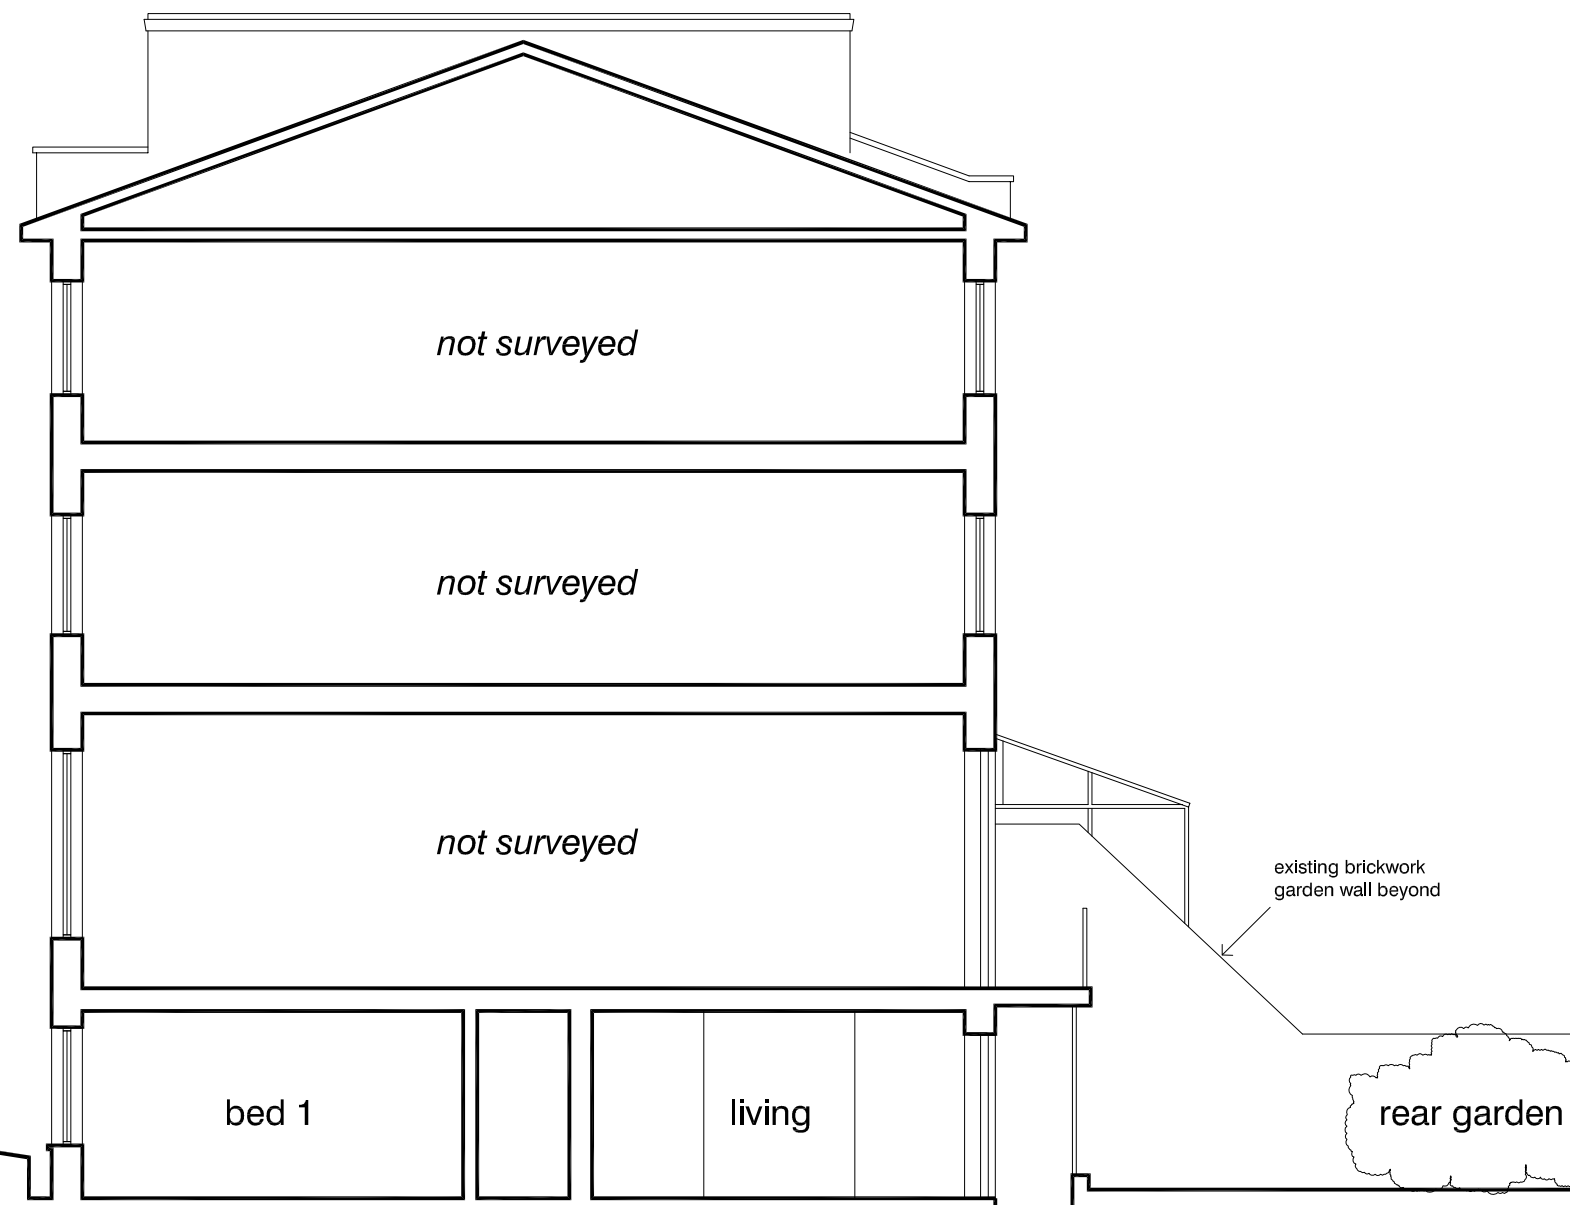 not surveyed
not surveyed
not surveyed
existing brickwork
garden wall beyond
bed 1
living
rear garden